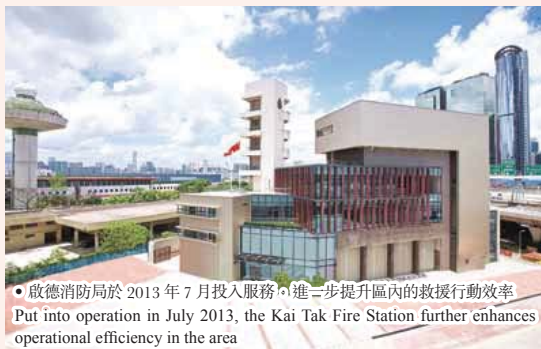 • 啟德消防局於 2013 年 7 月投入服務，進一步提升區內的救援行動效率
Put into operation in July 2013, the Kai Tak Fire Station further enhances
operational efficiency in the area